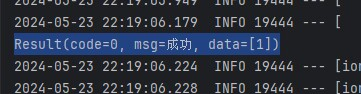 2024-05-23 22:19:05.949  INFO 19444 --- [
2024-05-23 22:19:06.179  INFO 19444 --- [
Result(code=0, msg=成功, data=[1])
2024-05-23 22:19:06.224  INFO 19444 --- [ion
2024-05-23 22:19:06.228  INFO 19444 --- [ion